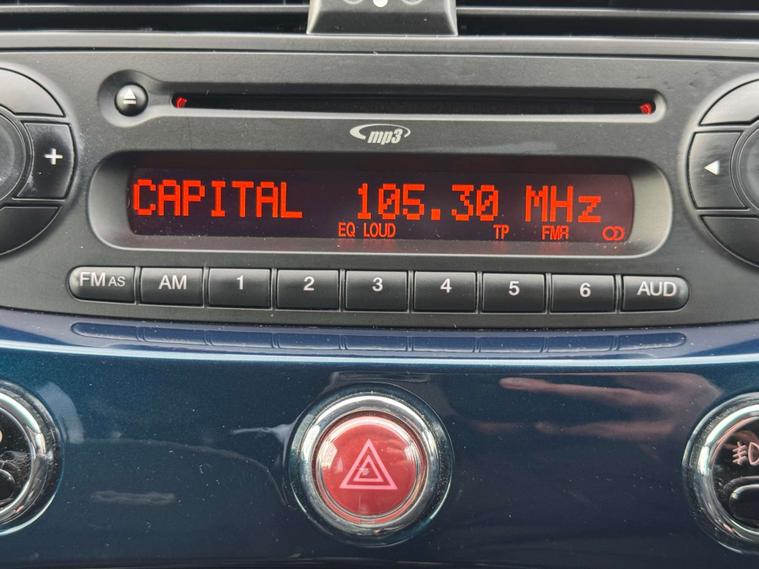 mp3
CAPITAL 105.30 MHz
EQ LOUD TP FMR
FM AS AM 1 2 3 4 5 6 AUD